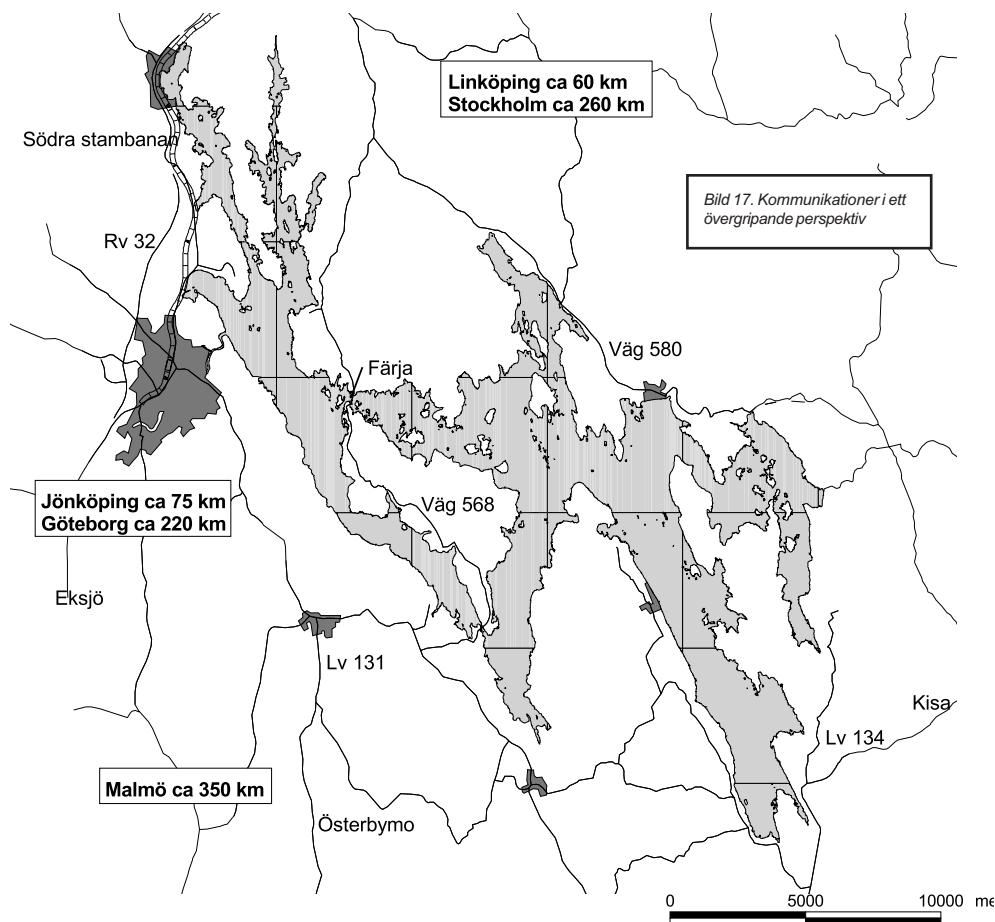 Linköping ca 60 km
Stockholm ca 260 km
Södra stambanan
Bild 17. Kommunikationer i ett
övergripande perspektiv
Rv 32
Väg 580
Färja
Jönköping ca 75 km
Göteborg ca 220 km
Väg 568
Eksjö
Lv 131
Kisa
Lv 134
Malmö ca 350 km
Österbymo
0 5000 10000 me